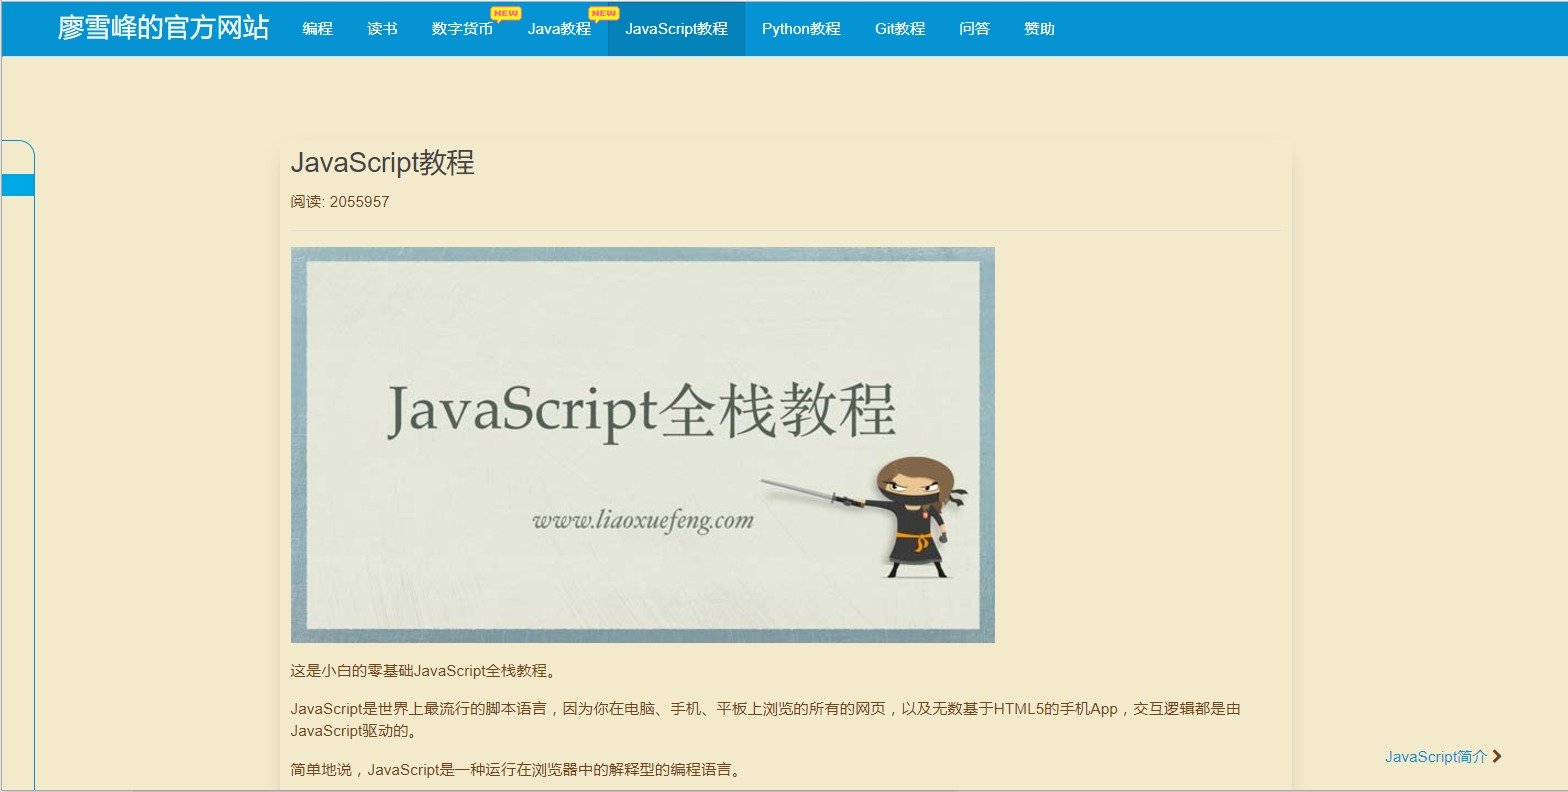 廖雪峰的官方网站 编程 读书 数字货币 NEW Java教程 NEW JavaScript教程 Python教程 Git教程 问答 赞助
JavaScript教程
阅读: 2055957
JavaScript全栈教程
www.liaoxuefeng.com
这是小白的零基础JavaScript全栈教程。
JavaScript是世界上最流行的脚本语言，因为你在电脑、手机、平板上浏览的所有的网页，以及无数基于HTML5的手机App，交互逻辑都是由
JavaScript驱动的。
简单地说，JavaScript是一种运行在浏览器中的解释型的编程语言。
JavaScript简介